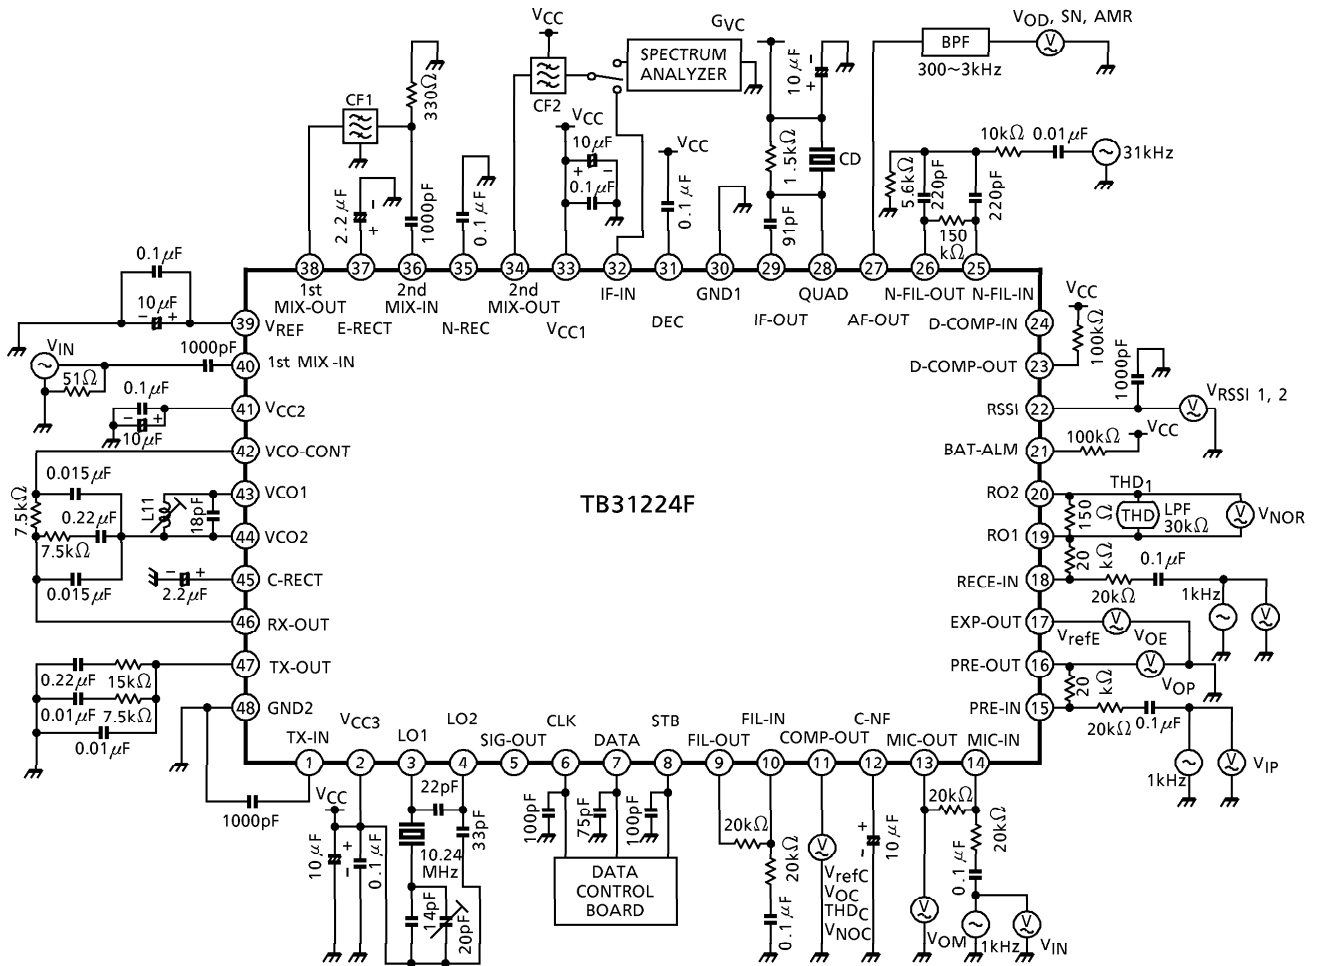 VCC
GVC
VOD, SN, AMR
SPECTRUM
ANALYZER
BPF
300~3kHz
CF1
330Ω
CF2
VCC
10μF
+ −
0.1μF
VCC
0.1μF
10μF
− +
1.5kΩ
CD
91pF
10kΩ
0.01μF
31kHz
5.6kΩ
220pF
220pF
150
kΩ
2.2μF
−
+
1000pF
0.1μF
38 37 36 35 34 33 32 31 30 29 28 27 26 25
1st
MIX-OUT
E-RECT
2nd
MIX-IN
N-REC
2nd
MIX-OUT
VCC1
IF-IN
DEC
GND1
IF-OUT
QUAD
AF-OUT
N-FIL-OUT
N-FIL-IN
0.1μF
10μF
− +
39
VREF
VIN
1000pF
51Ω
40
1st MIX-IN
0.1μF
− +
10μF
41
VCC2
42
VCO-CONT
0.015μF
7.5kΩ
0.22μF
7.5kΩ
0.015μF
L11
18pF
43
VCO1
44
VCO2
− +
2.2μF
45
C-RECT
46
RX-OUT
47
TX-OUT
0.22μF
15kΩ
0.01μF
7.5kΩ
0.01μF
48
GND2
TB31224F
D-COMP-IN
24
VCC
100kΩ
D-COMP-OUT
23
1000pF
RSSI
22
VRSSI 1, 2
BAT-ALM
21
100kΩ
VCC
RO2
20
THD1
150
Ω
THD
LPF
30kΩ
V
VNOR
RO1
19
20
kΩ
0.1μF
RECE-IN
18
20kΩ
1kHz
V
EXP-OUT
17
V
VrefE
VOE
PRE-OUT
16
V
VOP
20
kΩ
PRE-IN
15
20kΩ
0.1μF
1kHz
V
VIP
TX-IN
VCC3
LO1
LO2
SIG-OUT
CLK
DATA
STB
FIL-OUT
FIL-IN
COMP-OUT
C-NF
MIC-OUT
MIC-IN
1 2 3 4 5 6 7 8 9 10 11 12 13 14
1000pF
VCC
10μF
+
−
0.1μF
22pF
33pF
10.24
MHz
14pF
20pF
100pF
75pF
100pF
DATA
CONTROL
BOARD
20kΩ
20kΩ
0.1μF
V
VrefC
VOC
THDC
VNOC
+
−
10μF
20kΩ
20kΩ
0.1μF
V
VOM
1kHz
V
VIN